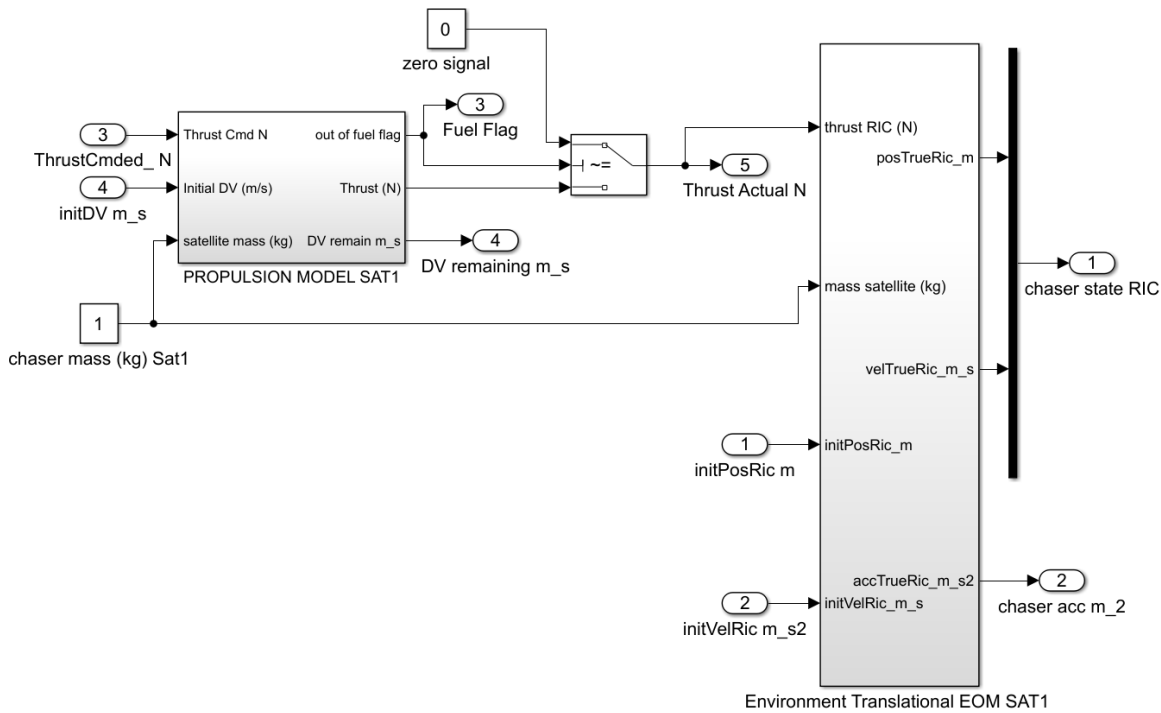 0
zero signal
3
Fuel Flag
3
ThrustCmded_ N
4
initDV m_s
Thrust Cmd N
out of fuel flag
Initial DV (m/s)
Thrust (N)
satellite mass (kg)
DV remain m_s
PROPULSION MODEL SAT1
4
DV remaining m_s
1
chaser mass (kg) Sat1
~=
5
Thrust Actual N
thrust RIC (N)
posTrueRic_m
mass satellite (kg)
velTrueRic_m_s
initPosRic_m
accTrueRic_m_s2
initVelRic_m_s
1
initPosRic m
2
initVelRic m_s2
1
chaser state RIC
2
chaser acc m_2
Environment Translational EOM SAT1